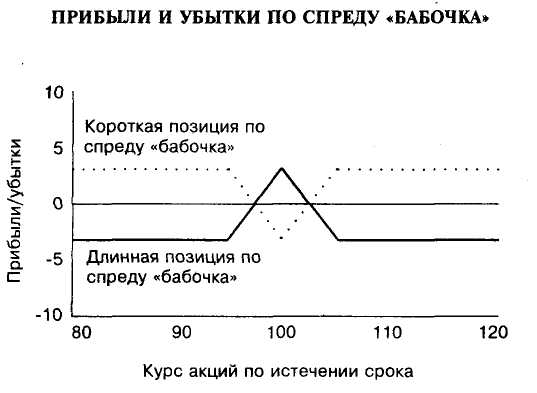 ПРИБЫЛИ И УБЫТКИ ПО СПРЕДУ «БАБОЧКА»
10
Короткая позиция по
спреду «бабочка»
5
0
Прибыли/убытки
Длинная позиция по
спреду «бабочка»
-5
-10
80 90 100 110 120
Курс акций по истечении срока